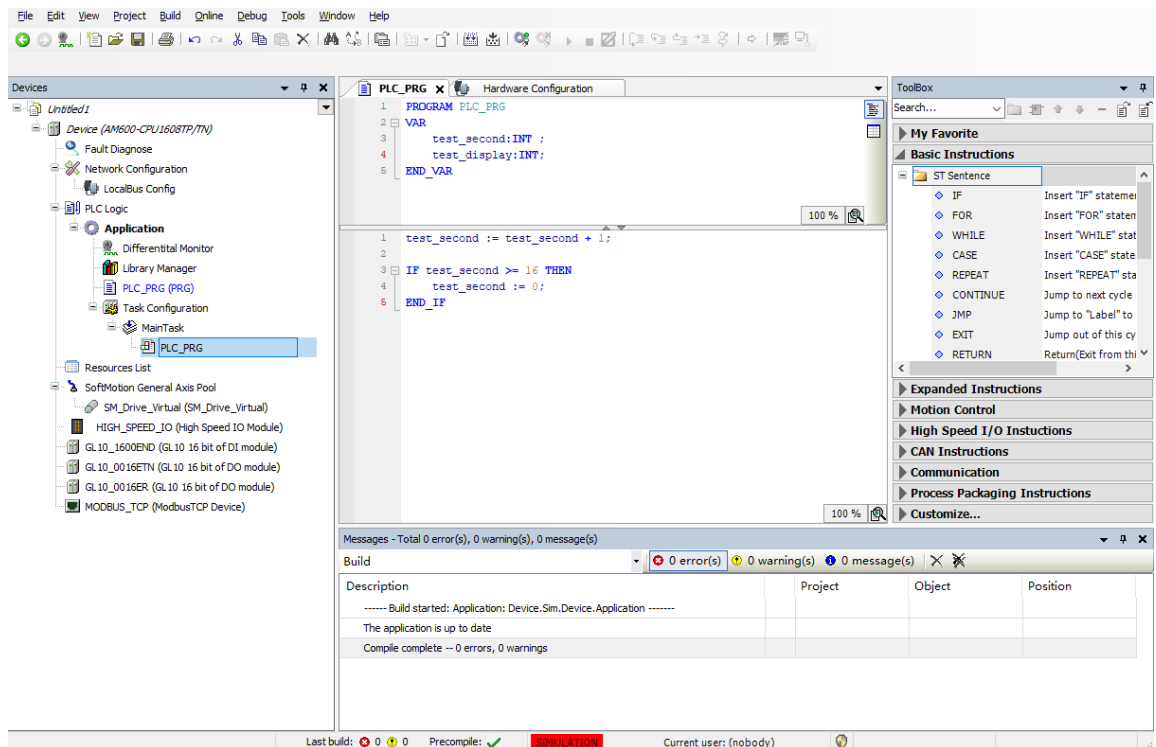 File Edit View Project Build Online Debug Tools Window Help
Devices
Untitled1
Device (AM600-CPU1608TP/TN)
Fault Diagnose
Network Configuration
LocalBus Config
PLC Logic
Application
Differentital Monitor
Library Manager
PLC_PRG (PRG)
Task Configuration
MainTask
PLC_PRG
Resources List
SoftMotion General Axis Pool
SM_Drive_Virtual (SM_Drive_Virtual)
HIGH_SPEED_IO (High Speed IO Module)
GL10_1600END (GL10 16 bit of DI module)
GL10_0016ETN (GL10 16 bit of DO module)
GL10_0016ER (GL10 16 bit of DO module)
MODBUS_TCP (ModbusTCP Device)
PLC_PRG Hardware Configuration
1 PROGRAM PLC_PRG
2 VAR
3 test_second:INT ;
4 test_display:INT;
5 END_VAR
100 %
1 test_second := test_second + 1;
2
3 IF test_second >= 16 THEN
4 test_second := 0;
5 END_IF
100 %
ToolBox
Search...
My Favorite
Basic Instructions
ST Sentence
IF Insert "IF" statemer
FOR Insert "FOR" statem
WHILE Insert "WHILE" stat
CASE Insert "CASE" state
REPEAT Insert "REPEAT" sta
CONTINUE Jump to next cycle
JMP Jump to "Label" to
EXIT Jump out of this cy
RETURN Return(Exit from thi
Expanded Instructions
Motion Control
High Speed I/O Instuctions
CAN Instructions
Communication
Process Packaging Instructions
Customize...
Messages - Total 0 error(s), 0 warning(s), 0 message(s)
Build 0 error(s) 0 warning(s) 0 message(s)
Description Project Object Position
------ Build started: Application: Device.Sim.Device.Application -------
The application is up to date
Compile complete -- 0 errors, 0 warnings
Last build: 0 0 Precompile: SIMULATION Current user: (nobody)